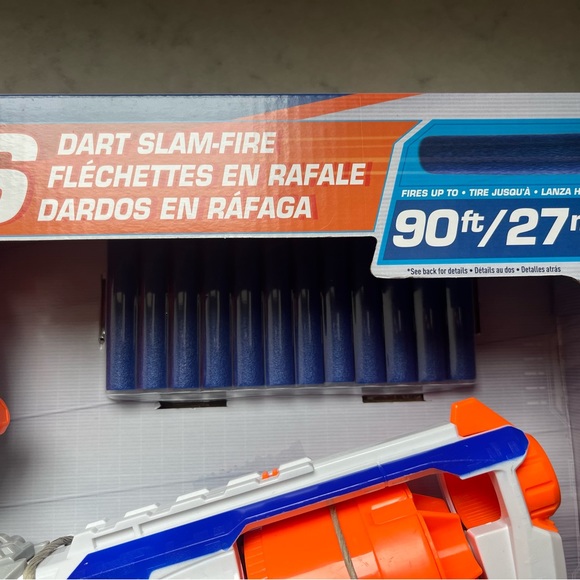 6 DART SLAM-FIRE
FLÉCHETTES EN RAFALE
DARDOS EN RÁFAGA
FIRES UP TO • TIRE JUSQU'À • LANZA
90ft/27
*See back for details • Détails au dos • Detalles atrás